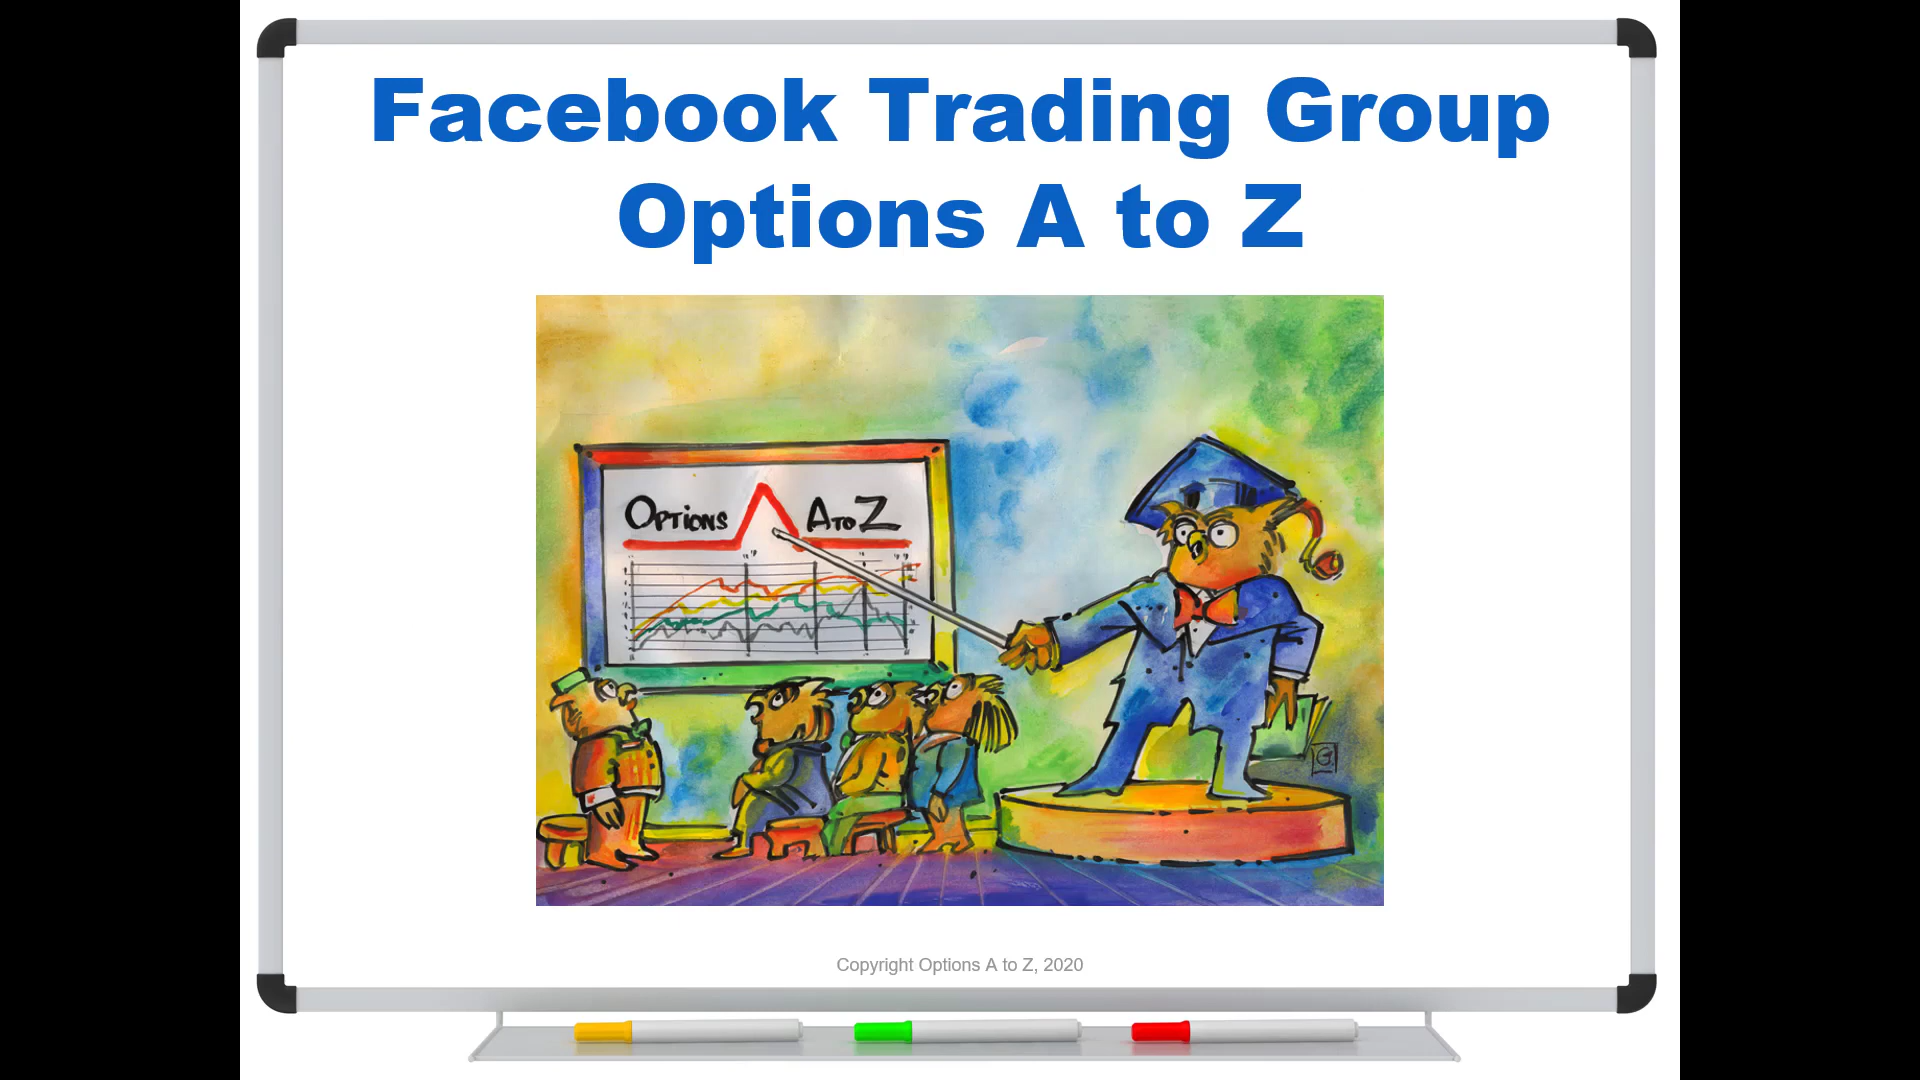 Facebook Trading Group
Options A to Z
OPTIONS A TO Z
G
Copyright Options A to Z, 2020